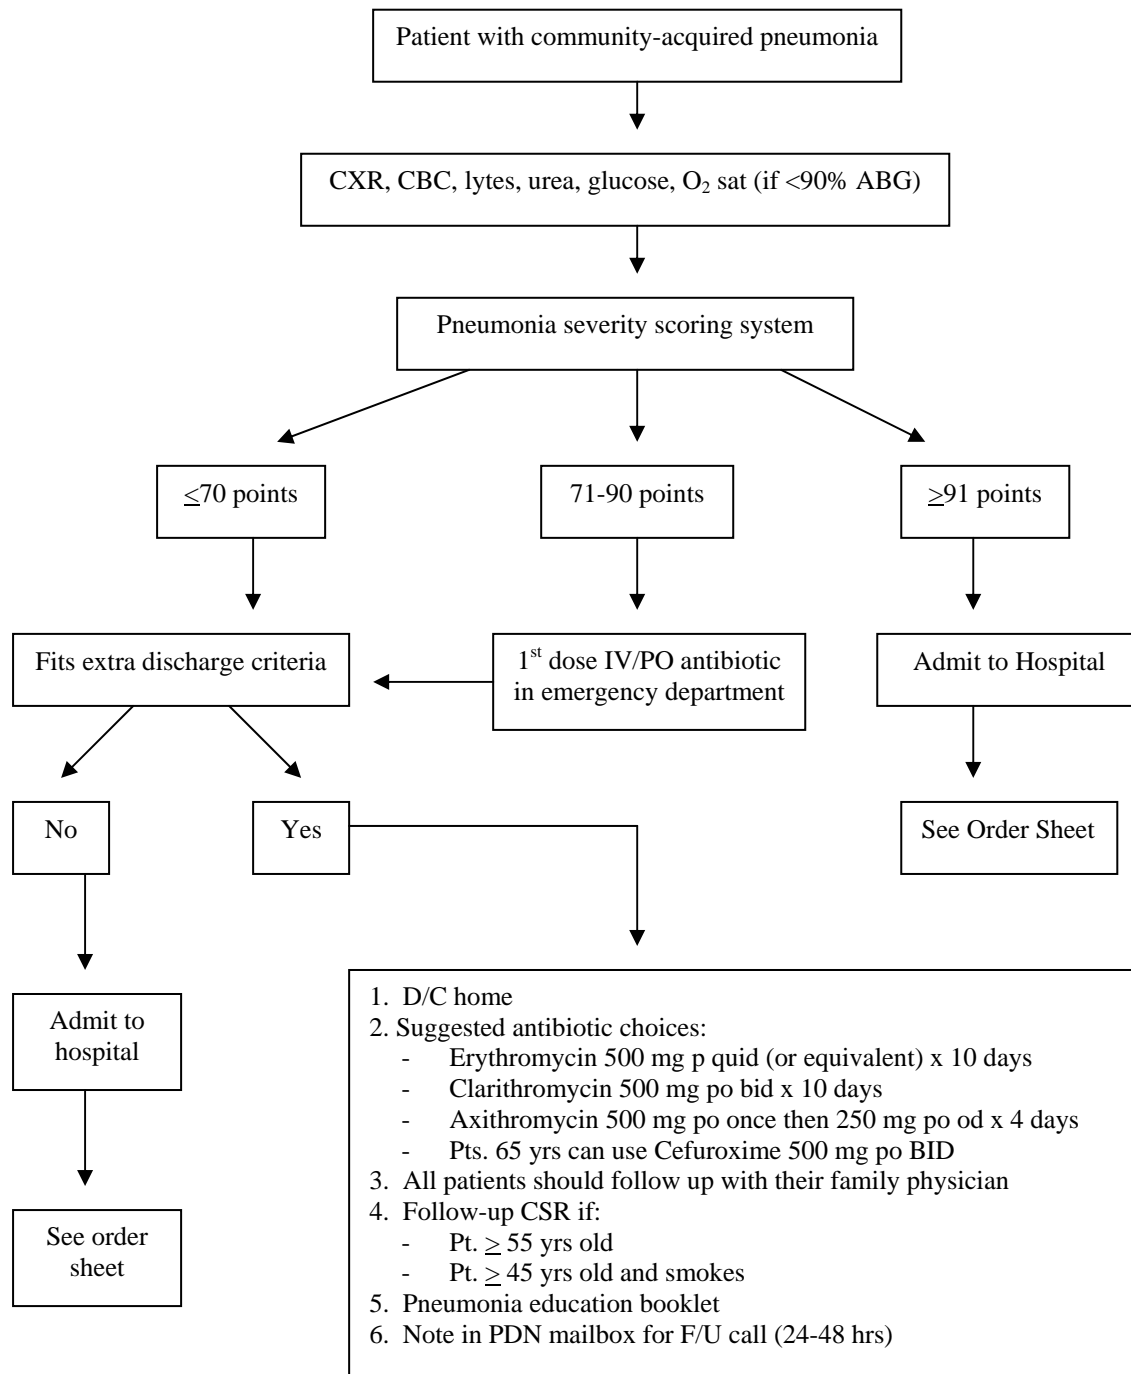 Patient with community-acquired pneumonia
CXR, CBC, lytes, urea, glucose, O₂ sat (if <90% ABG)
Pneumonia severity scoring system
≤70 points
71-90 points
≥91 points
Fits extra discharge criteria
1st dose IV/PO antibiotic
in emergency department
Admit to Hospital
No
Yes
See Order Sheet
Admit to
hospital
See order
sheet
1. D/C home
2. Suggested antibiotic choices:
- Erythromycin 500 mg p quid (or equivalent) x 10 days
- Clarithromycin 500 mg po bid x 10 days
- Axithromycin 500 mg po once then 250 mg po od x 4 days
- Pts. 65 yrs can use Cefuroxime 500 mg po BID
3. All patients should follow up with their family physician
4. Follow-up CSR if:
- Pt. ≥ 55 yrs old
- Pt. ≥ 45 yrs old and smokes
5. Pneumonia education booklet
6. Note in PDN mailbox for F/U call (24-48 hrs)